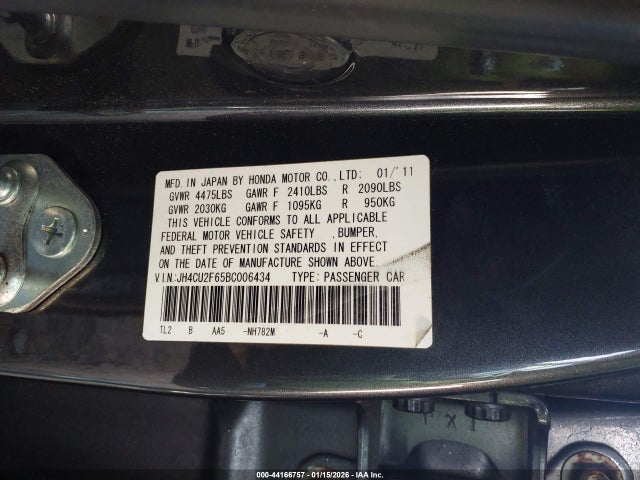 MFD. IN JAPAN BY HONDA MOTOR CO.,LTD; 01/'11
GVWR 4475LBS GAWR F 2410LBS R 2090LBS
GVWR 2030KG GAWR F 1095KG R 950KG
THIS VEHICLE CONFORMS TO ALL APPLICABLE
FEDERAL MOTOR VEHICLE SAFETY ,BUMPER,
AND THEFT PREVENTION STANDARDS IN EFFECT
ON THE DATE OF MANUFACTURE SHOWN ABOVE.
V.I.N.:JH4CU2F65BC006434 TYPE: PASSENGER CAR
TL2 B AA5 -NH782M -A -C
000-44166757 - 01/15/2026 - IAA Inc.